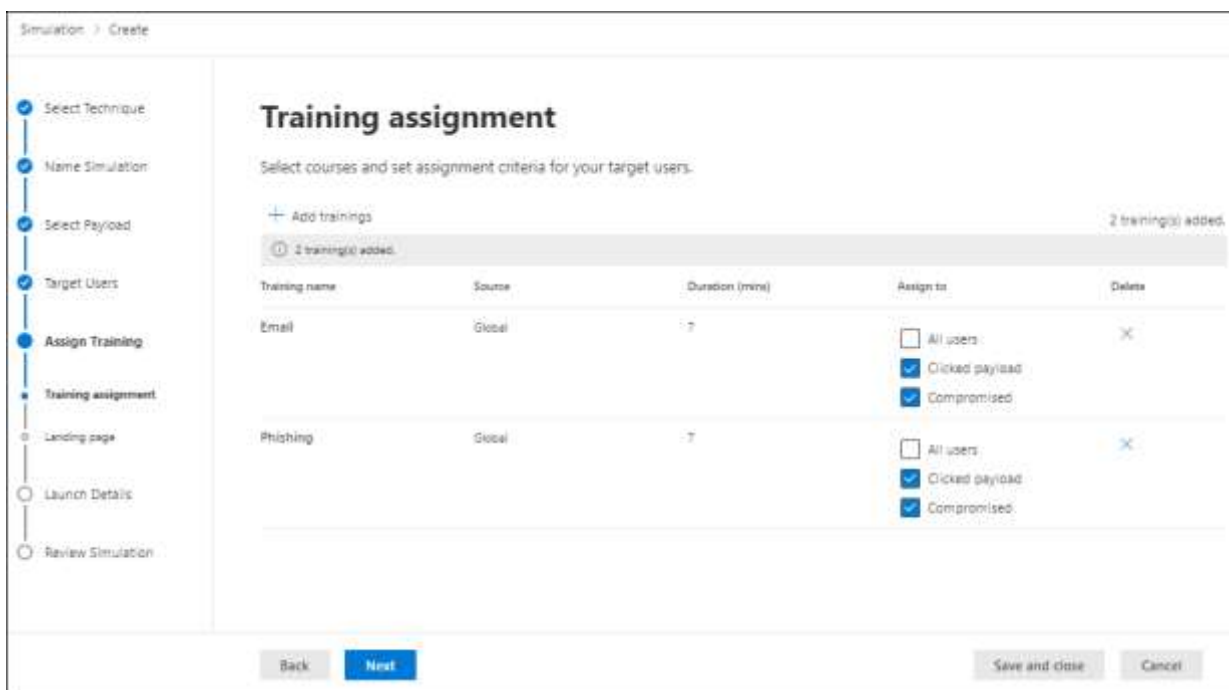 Simulation > Create
Select Technique
Name Simulation
Select Payload
Target Users
Assign Training
Training assignment
Landing page
Launch Details
Review Simulation
Training assignment
Select courses and set assignment criteria for your target users.
+ Add trainings
2 training(s) added.
2 training(s) added.
Training name Source Duration (mins) Assign to Delete
Email Global 7
All users
Clicked payload
Compromised
Phishing Global 7
All users
Clicked payload
Compromised
Back Next Save and close Cancel